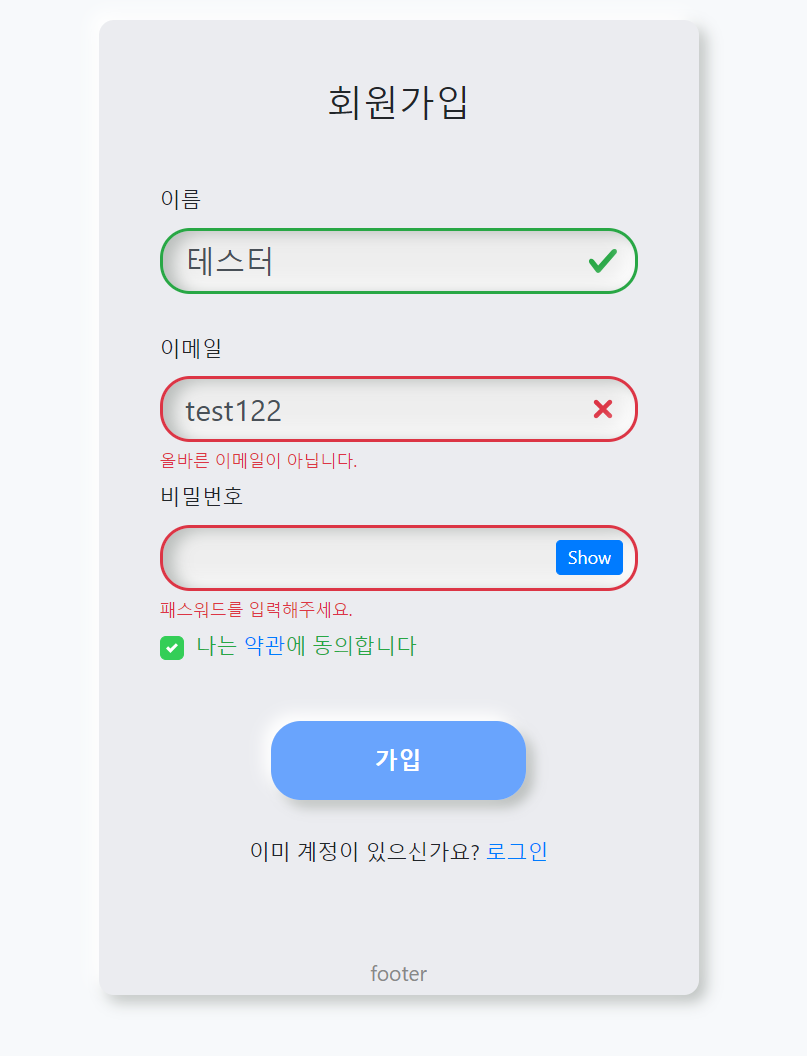 회원가입
이름
테스터
이메일
test122
올바른 이메일이 아닙니다.
비밀번호
Show
패스워드를 입력해주세요.
나는 약관에 동의합니다
가입
이미 계정이 있으신가요? 로그인
footer